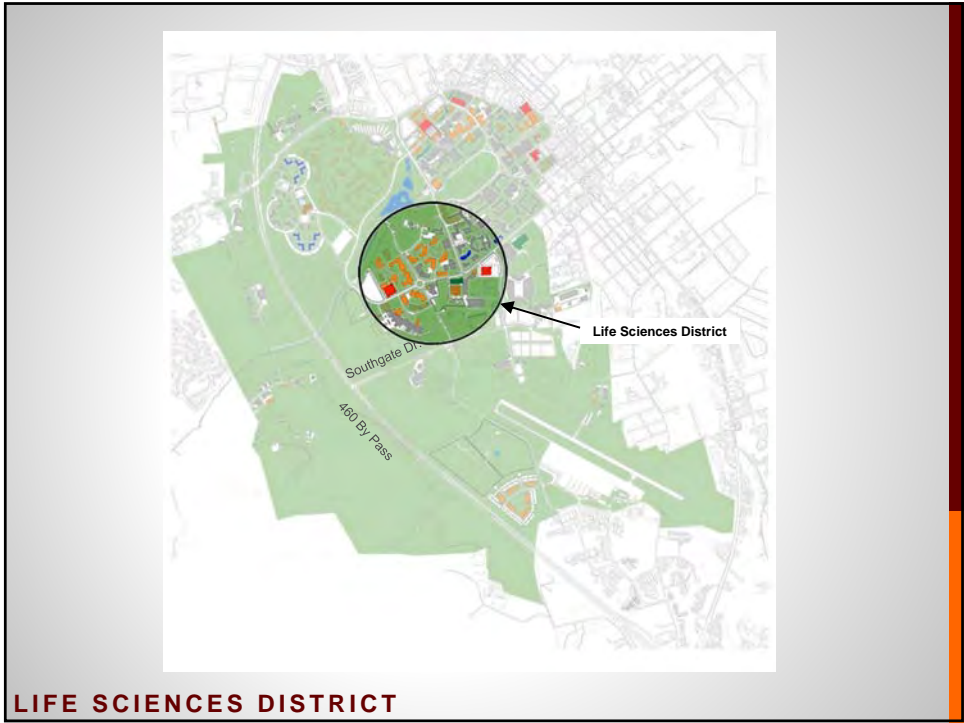 Life Sciences District
Southgate Dr.
460 By Pass
LIFE SCIENCES DISTRICT